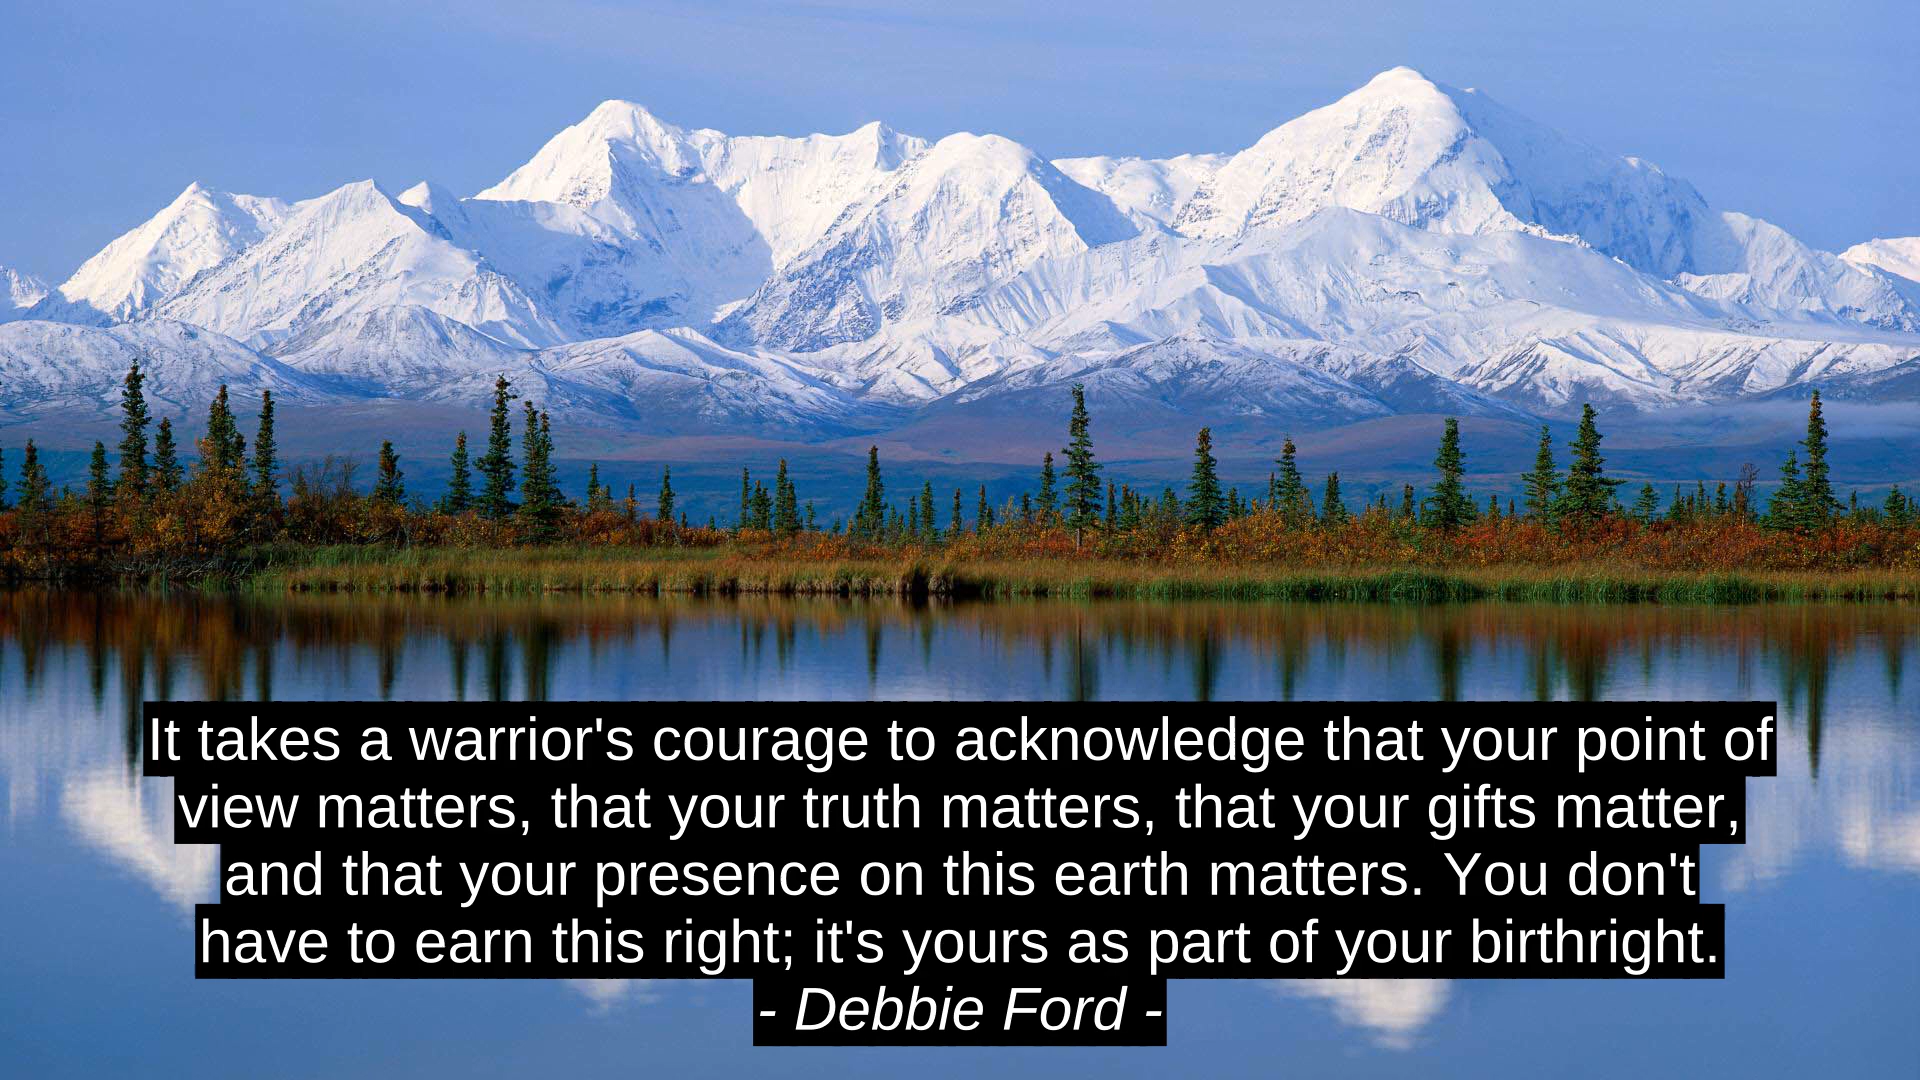 It takes a warrior's courage to acknowledge that your point of
view matters, that your truth matters, that your gifts matter,
and that your presence on this earth matters. You don't
have to earn this right; it's yours as part of your birthright.
- Debbie Ford -